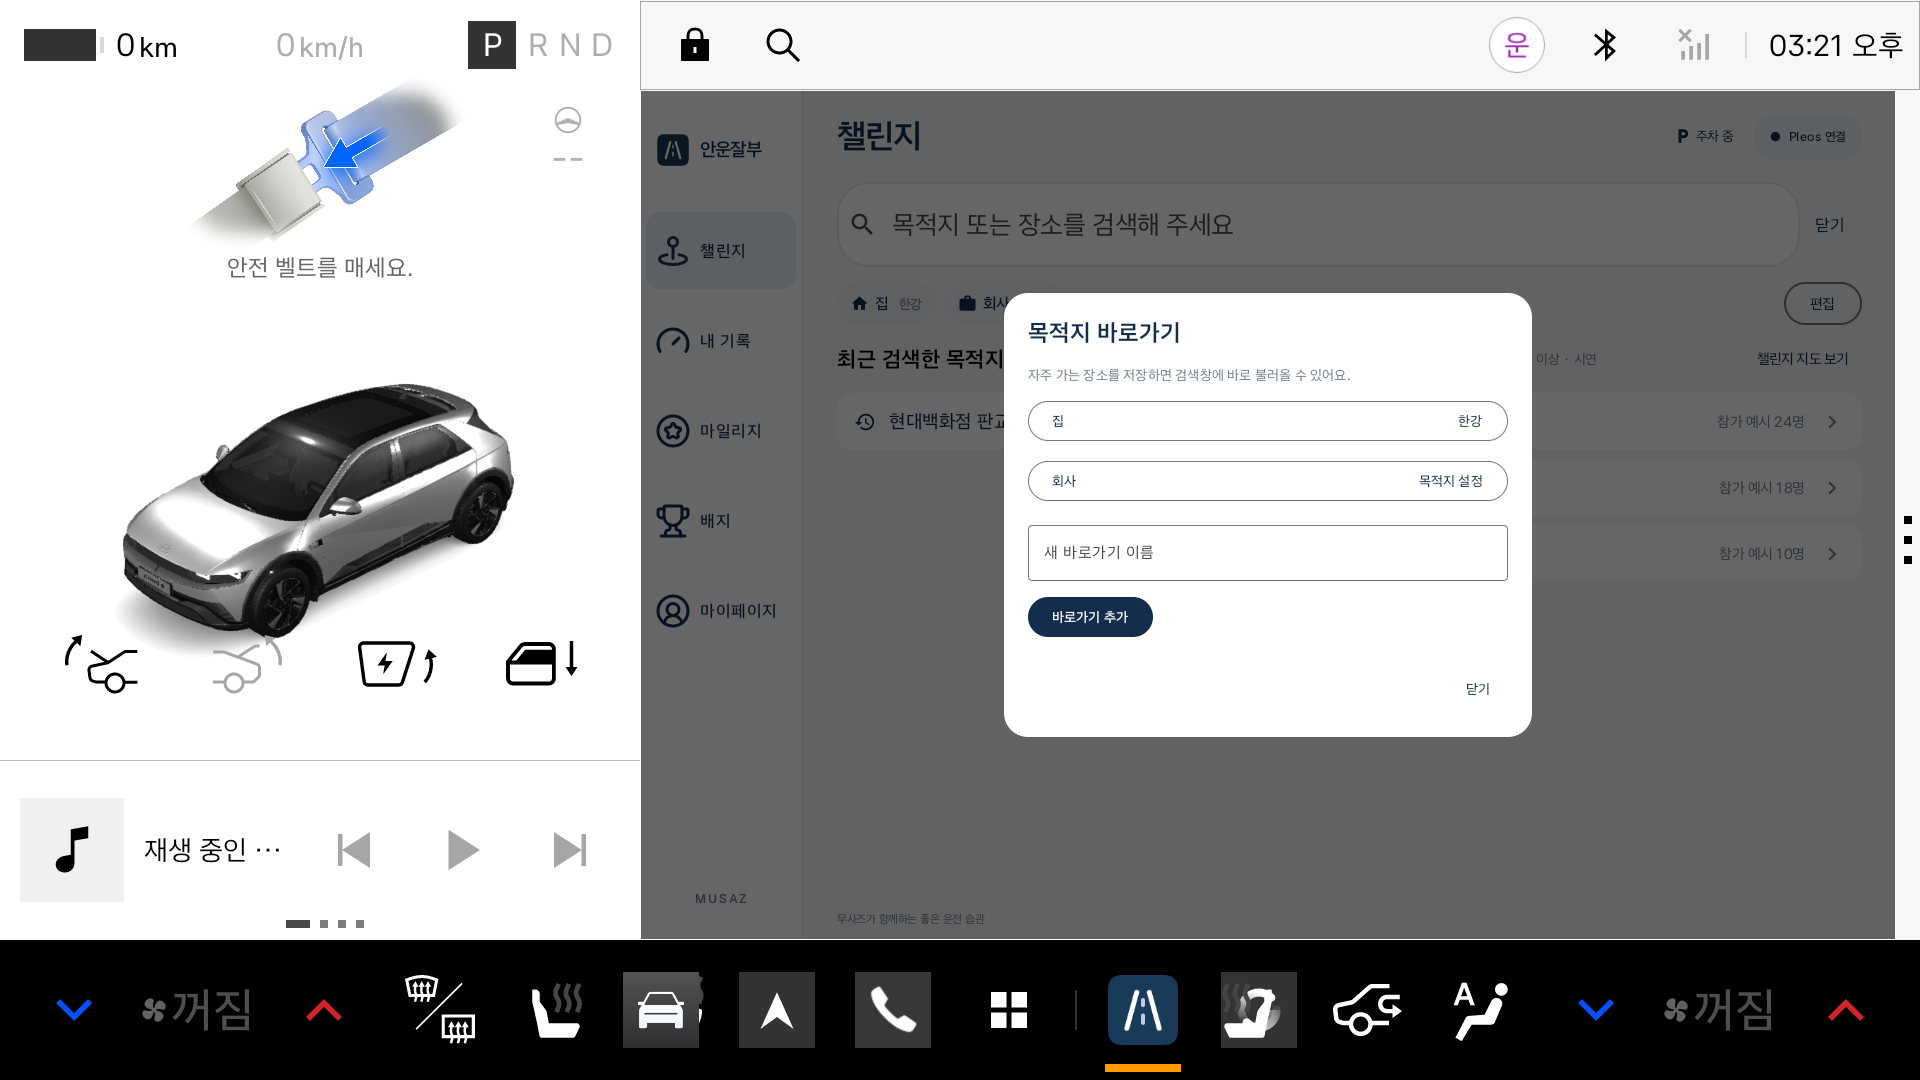 0 km
0 km/h
P R N D
안전 벨트를 매세요.
재생 중인 …
운
03:21 오후
안운잘부
챌린지
내 기록
마일리지
배지
마이페이지
MUSAZ
챌린지
P 주차 중
Pleos 연결
목적지 또는 장소를 검색해 주세요
닫기
집 한강
회사
편집
최근 검색한 목적지
이상 · 시연
챌린지 지도 보기
현대백화점 판교
참가 예시 24명
참가 예시 18명
참가 예시 10명
목적지 바로가기
자주 가는 장소를 저장하면 검색창에 바로 불러올 수 있어요.
집 한강
회사 목적지 설정
새 바로가기 이름
바로가기 추가
닫기
무사즈가 함께하는 좋은 운전 습관
꺼짐
A
꺼짐